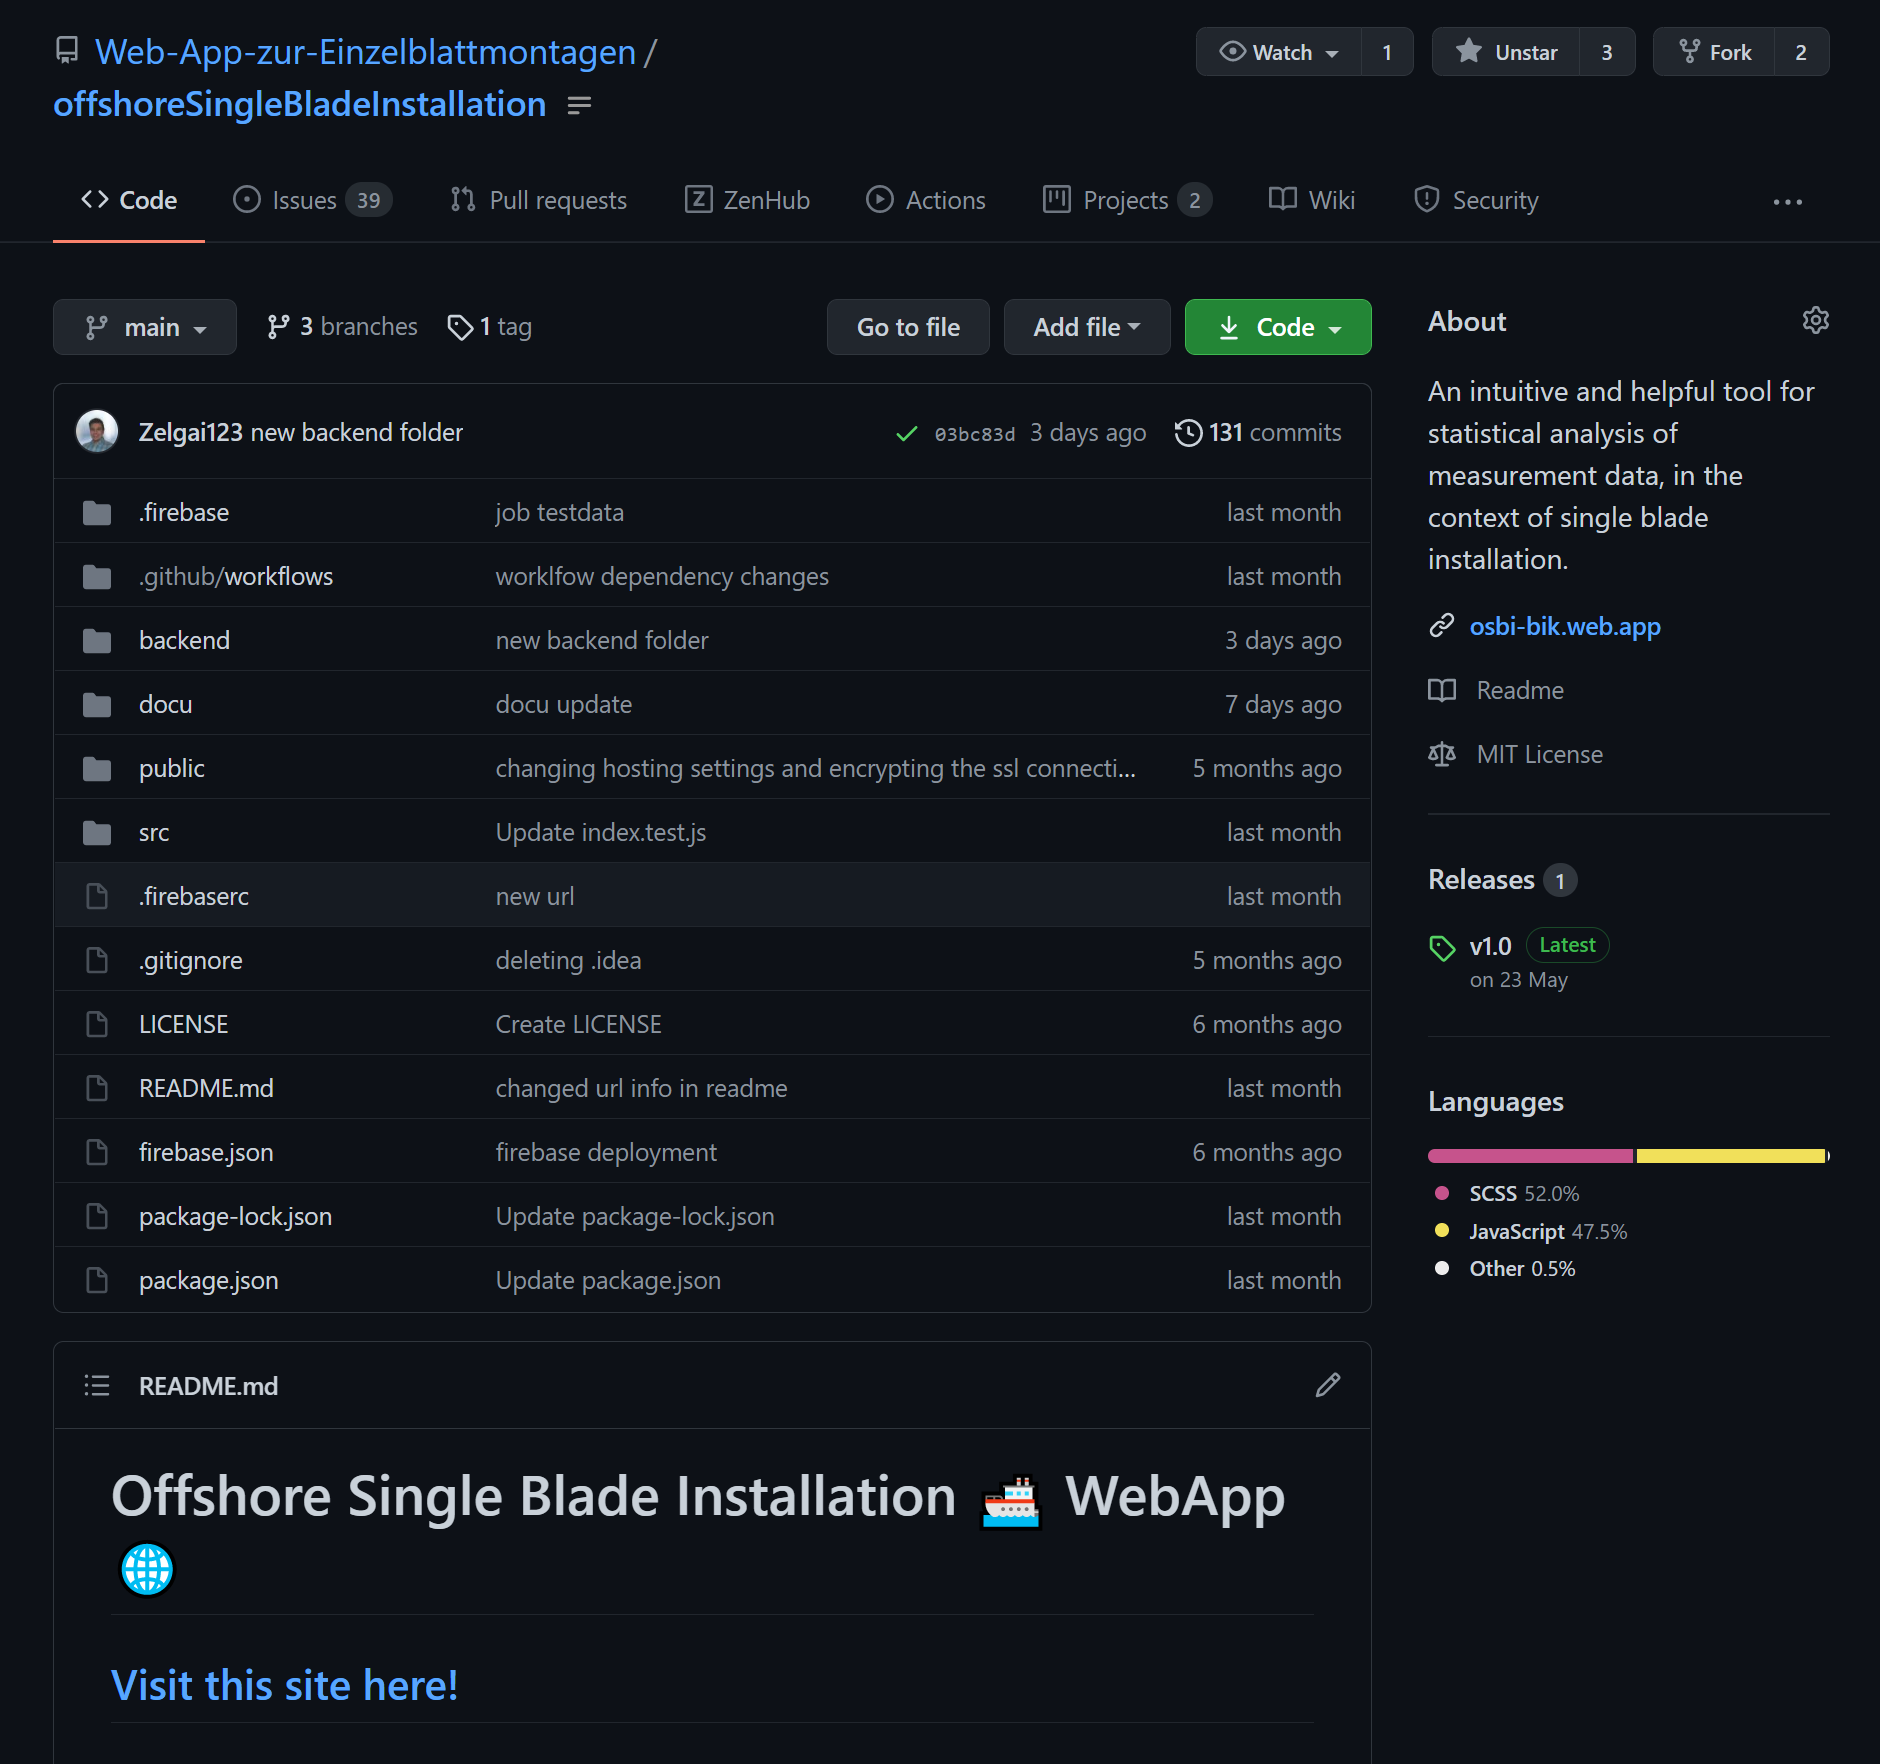 Web-App-zur-Einzelblattmontagen /
offshoreSingleBladeInstallation
Watch 1 Unstar 3 Fork 2
Code Issues 39 Pull requests ZenHub Actions Projects 2 Wiki Security
main 3 branches 1 tag Go to file Add file Code
Zelgai123 new backend folder 03bc83d 3 days ago 131 commits
.firebase job testdata last month
.github/workflows worklfow dependency changes last month
backend new backend folder 3 days ago
docu docu update 7 days ago
public changing hosting settings and encrypting the ssl connecti... 5 months ago
src Update index.test.js last month
.firebaserc new url last month
.gitignore deleting .idea 5 months ago
LICENSE Create LICENSE 6 months ago
README.md changed url info in readme last month
firebase.json firebase deployment 6 months ago
package-lock.json Update package-lock.json last month
package.json Update package.json last month
README.md
Offshore Single Blade Installation 🛳 WebApp
🌐
Visit this site here!
About
An intuitive and helpful tool for
statistical analysis of
measurement data, in the
context of single blade
installation.
osbi-bik.web.app
Readme
MIT License
Releases 1
v1.0 Latest
on 23 May
Languages
SCSS 52.0%
JavaScript 47.5%
Other 0.5%